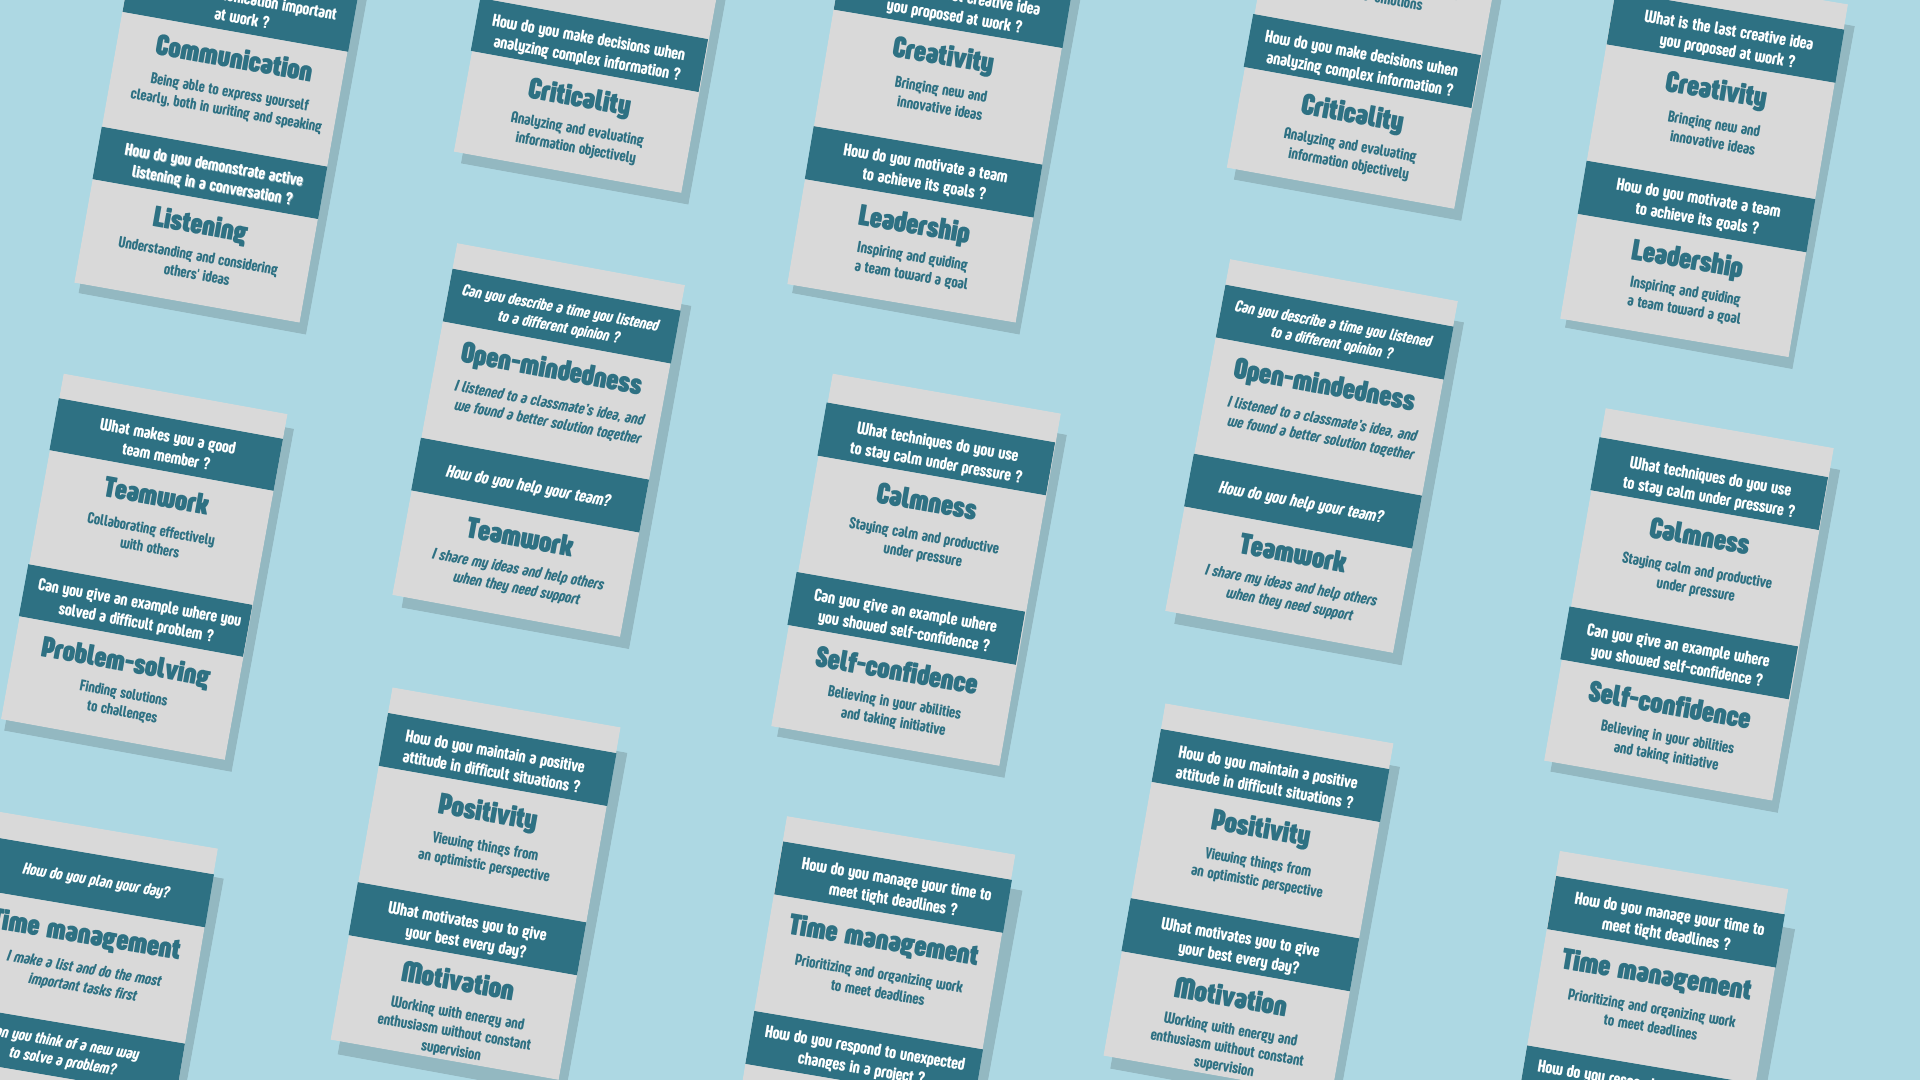 important
at work ?
Communication
Being able to express yourself
clearly, both in writing and speaking
How do you demonstrate active
listening in a conversation ?
Listening
Understanding and considering
others' ideas
What makes you a good
team member ?
Teamwork
Collaborating effectively
with others
Can you give an example where you
solved a difficult problem ?
Problem-solving
Finding solutions
to challenges
How do you plan your day?
Time management
I make a list and do the most
important tasks first
you think of a new way
to solve a problem?
How do you make decisions when
analyzing complex information ?
Criticality
Analyzing and evaluating
information objectively
Can you describe a time you listened
to a different opinion ?
Open-mindedness
I listened to a classmate's idea, and
we found a better solution together
How do you help your team?
Teamwork
I share my ideas and help others
when they need support
How do you maintain a positive
attitude in difficult situations ?
Positivity
Viewing things from
an optimistic perspective
What motivates you to give
your best every day?
Motivation
Working with energy and
enthusiasm without constant
supervision
creative idea
you proposed at work ?
Creativity
Bringing new and
innovative ideas
How do you motivate a team
to achieve its goals ?
Leadership
Inspiring and guiding
a team toward a goal
What techniques do you use
to stay calm under pressure ?
Calmness
Staying calm and productive
under pressure
Can you give an example where
you showed self-confidence ?
Self-confidence
Believing in your abilities
and taking initiative
How do you manage your time to
meet tight deadlines ?
Time management
Prioritizing and organizing work
to meet deadlines
How do you respond to unexpected
changes in a project ?
How do you make decisions when
analyzing complex information ?
Criticality
Analyzing and evaluating
information objectively
Can you describe a time you listened
to a different opinion ?
Open-mindedness
I listened to a classmate's idea, and
we found a better solution together
How do you help your team?
Teamwork
I share my ideas and help others
when they need support
How do you maintain a positive
attitude in difficult situations ?
Positivity
Viewing things from
an optimistic perspective
What motivates you to give
your best every day?
Motivation
Working with energy and
enthusiasm without constant
supervision
What is the last creative idea
you proposed at work ?
Creativity
Bringing new and
innovative ideas
How do you motivate a team
to achieve its goals ?
Leadership
Inspiring and guiding
a team toward a goal
What techniques do you use
to stay calm under pressure ?
Calmness
Staying calm and productive
under pressure
Can you give an example where
you showed self-confidence ?
Self-confidence
Believing in your abilities
and taking initiative
How do you manage your time to
meet tight deadlines ?
Time management
Prioritizing and organizing work
to meet deadlines
How do you